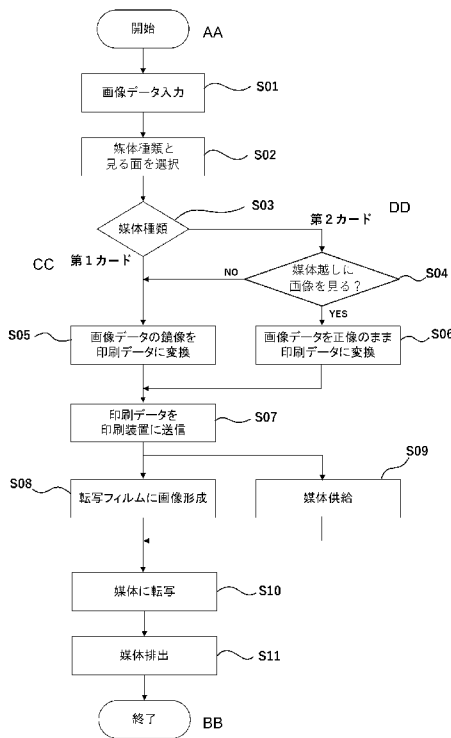 開始 AA
画像データ入力 S01
媒体種類と
見る面を選択
S02
媒体種類 S03
第1カード
第2カード
CC
DD
媒体越しに
画像を見る?
S04
NO
YES
S05
画像データの鏡像を
印刷データに変換
画像データを正像のまま
印刷データに変換
S06
印刷データを
印刷装置に送信
S07
S08
転写フィルムに画像形成
媒体供給
S09
媒体に転写 S10
媒体排出 S11
終了 BB